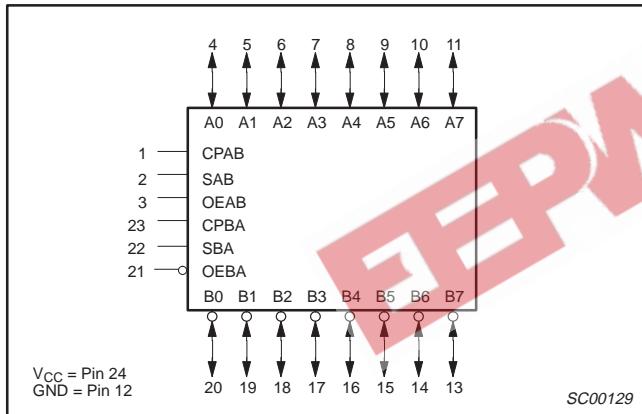 4 5 6 7 8 9 10 11
A0 A1 A2 A3 A4 A5 A6 A7
1 CPAB
2 SAB
3 OEAB
23 CPBA
22 SBA
21 OEBA
B0 B1 B2 B3 B4 B5 B6 B7
20 19 18 17 16 15 14 13
VCC = Pin 24
GND = Pin 12
SC00129
EEPW